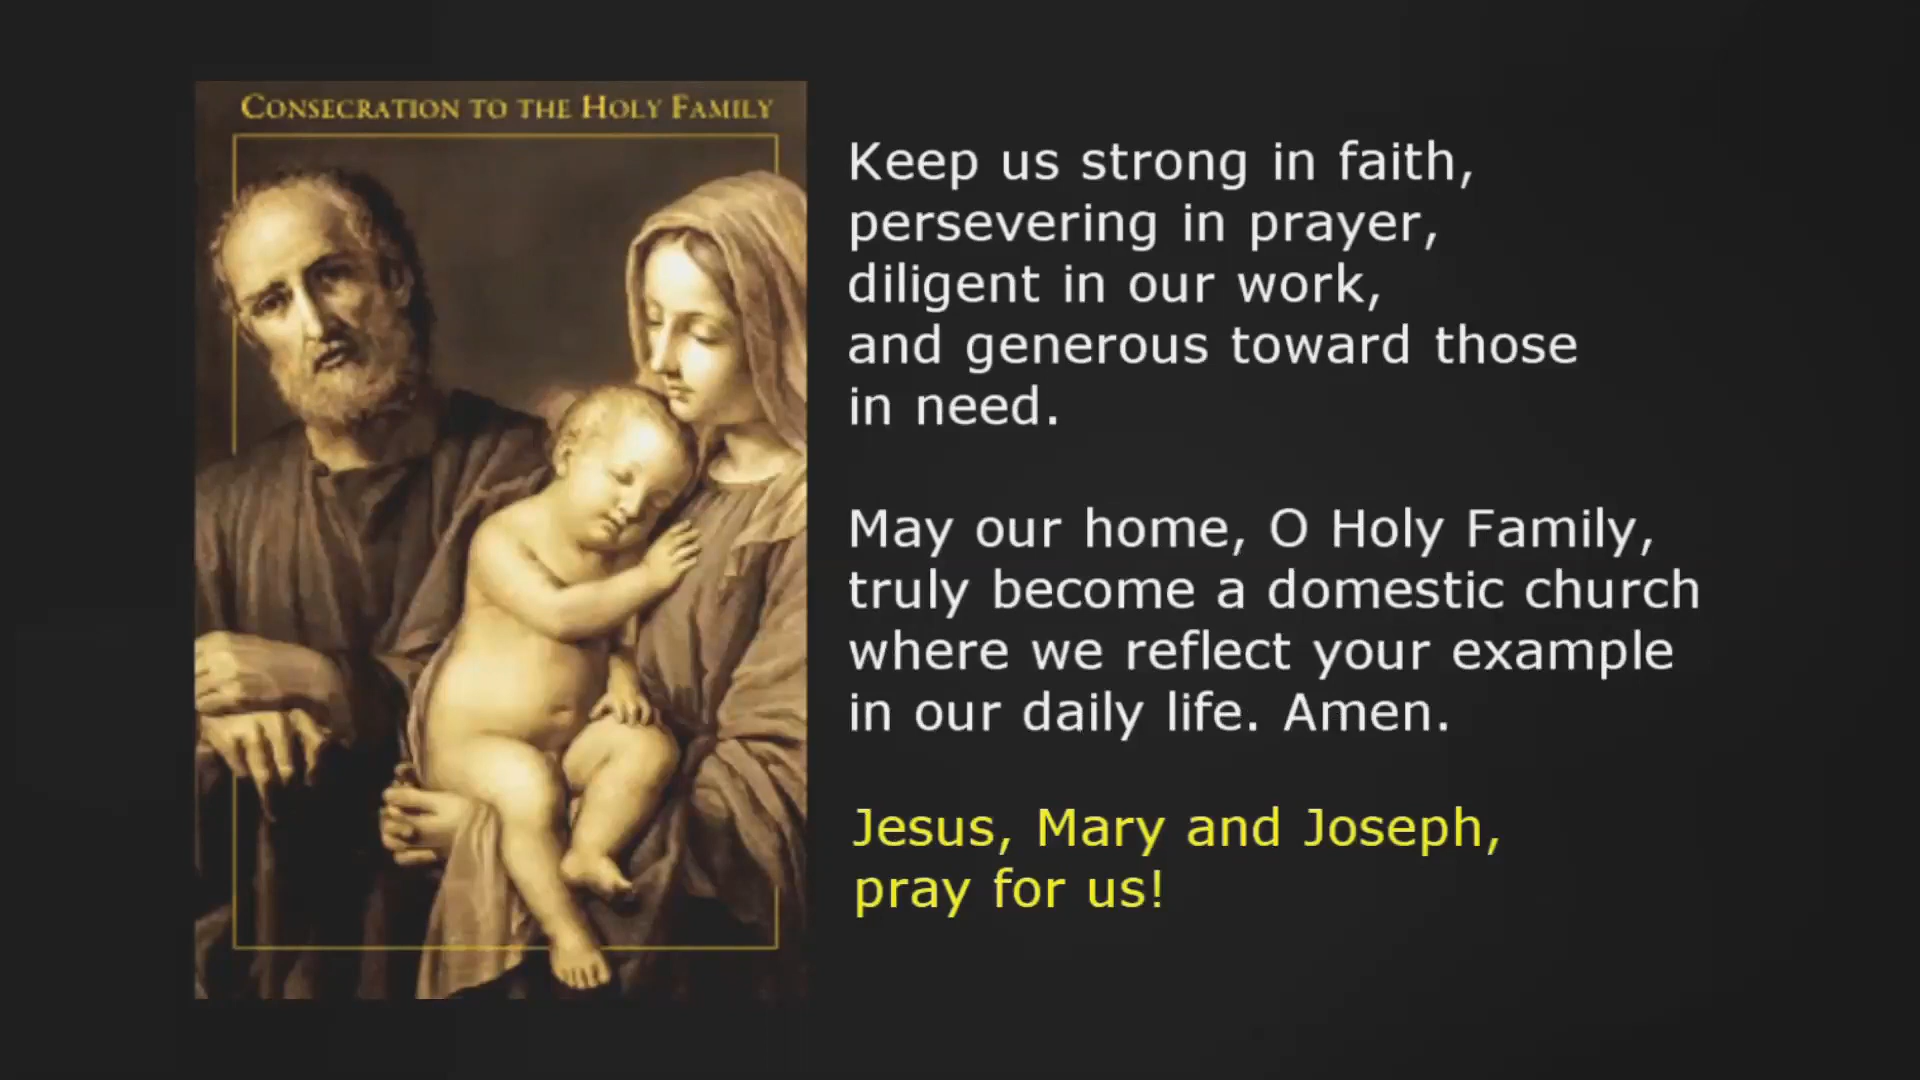 CONSECRATION TO THE HOLY FAMILY
Keep us strong in faith,
persevering in prayer,
diligent in our work,
and generous toward those
in need.
May our home, O Holy Family,
truly become a domestic church
where we reflect your example
in our daily life. Amen.
Jesus, Mary and Joseph,
pray for us!